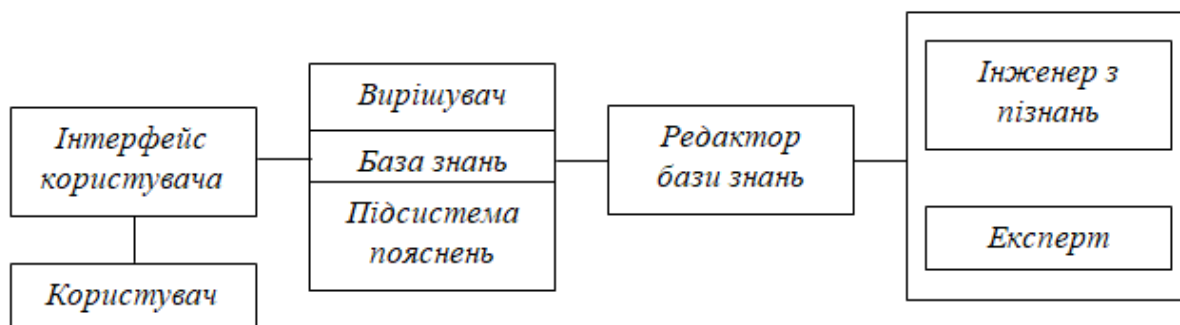 Інтерфейс
користувача
Користувач
Вирішувач
База знань
Підсистема
пояснень
Редактор
бази знань
Інженер з
пізнань
Експерт